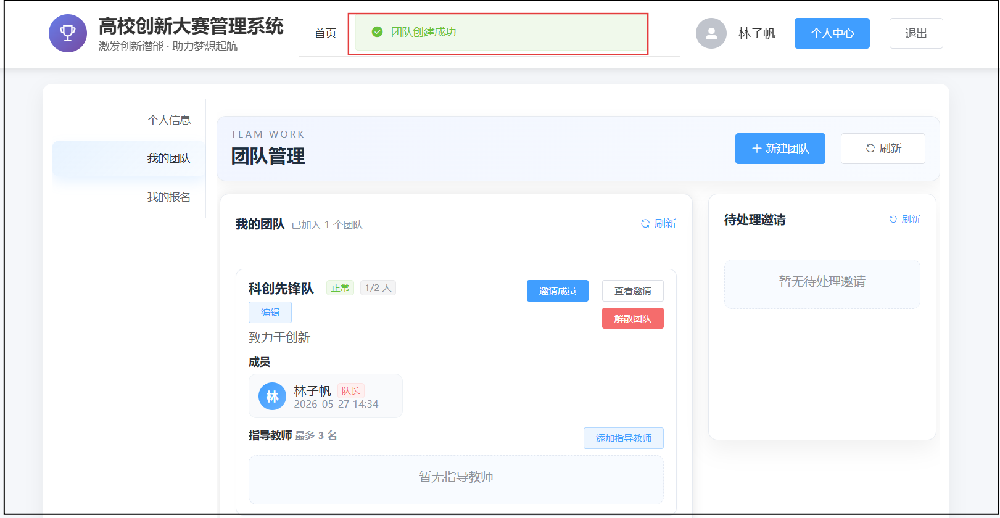 高校创新大赛管理系统
激发创新潜能 · 助力梦想起航
首页
团队创建成功
林子帆
个人中心
退出
个人信息
我的团队
我的报名
TEAM WORK
团队管理
新建团队
刷新
我的团队 已加入 1 个团队
刷新
科创先锋队 正常 1/2 人
编辑
邀请成员
查看邀请
解散团队
致力于创新
成员
林
林子帆 队长
2026-05-27 14:34
指导教师 最多 3 名
添加指导教师
暂无指导教师
待处理邀请
刷新
暂无待处理邀请